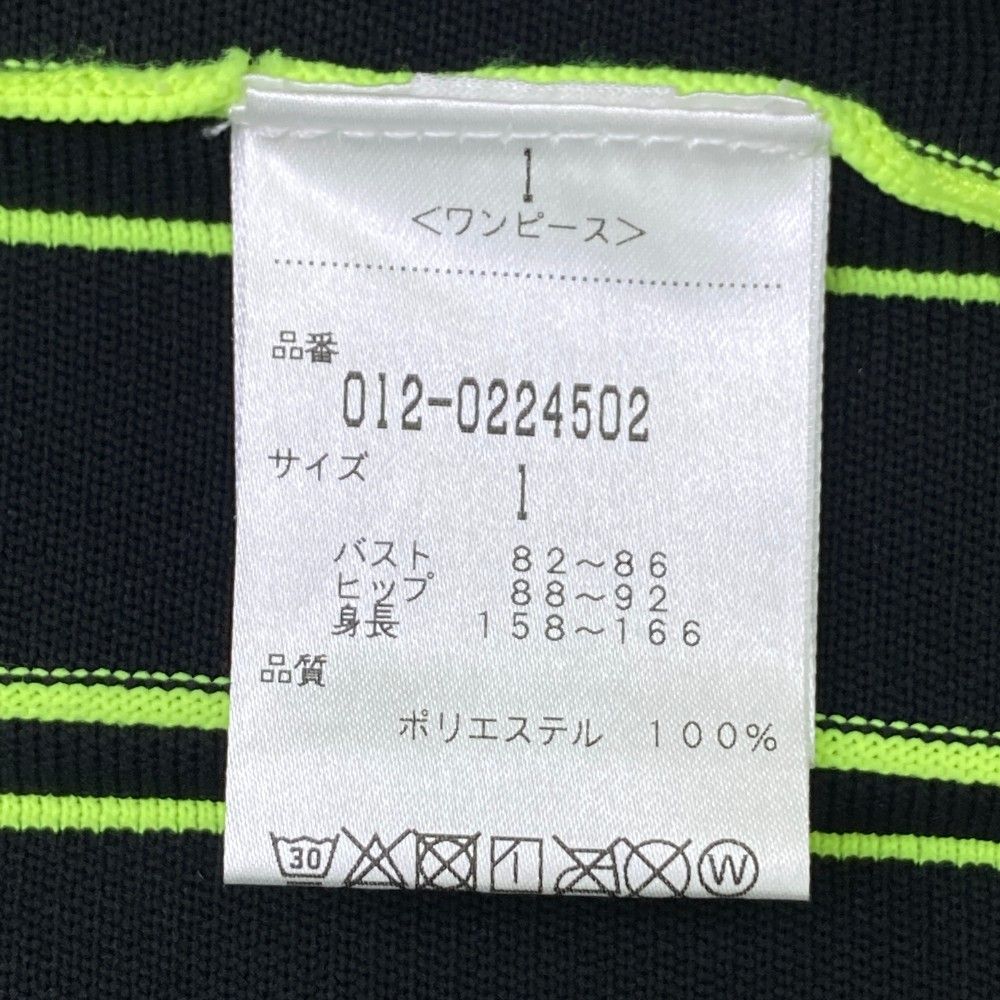 1
＜ワンピース＞
品番
012-0224502
サイズ
1
バスト 82～86
ヒップ 88～92
身長 158～166
品質
ポリエステル 100%
30 W